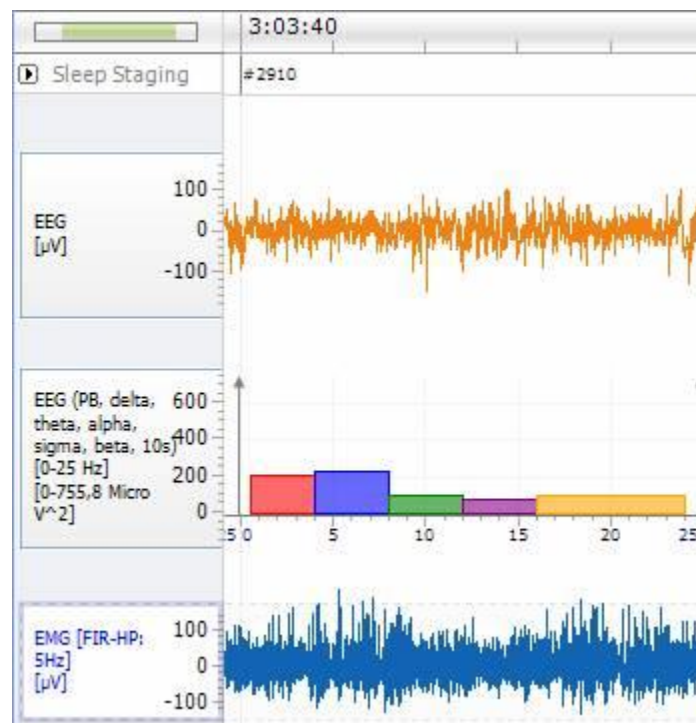 3:03:40
Sleep Staging
#2910
EEG
[µV]
100
0
-100
EEG (PB, delta,
theta, alpha,
sigma, beta, 10s)
[0-25 Hz]
[0-755,8 Micro
V^2]
600
400
200
0
25 0 5 10 15 20 25
EMG [FIR-HP:
5Hz]
[µV]
100
0
-100